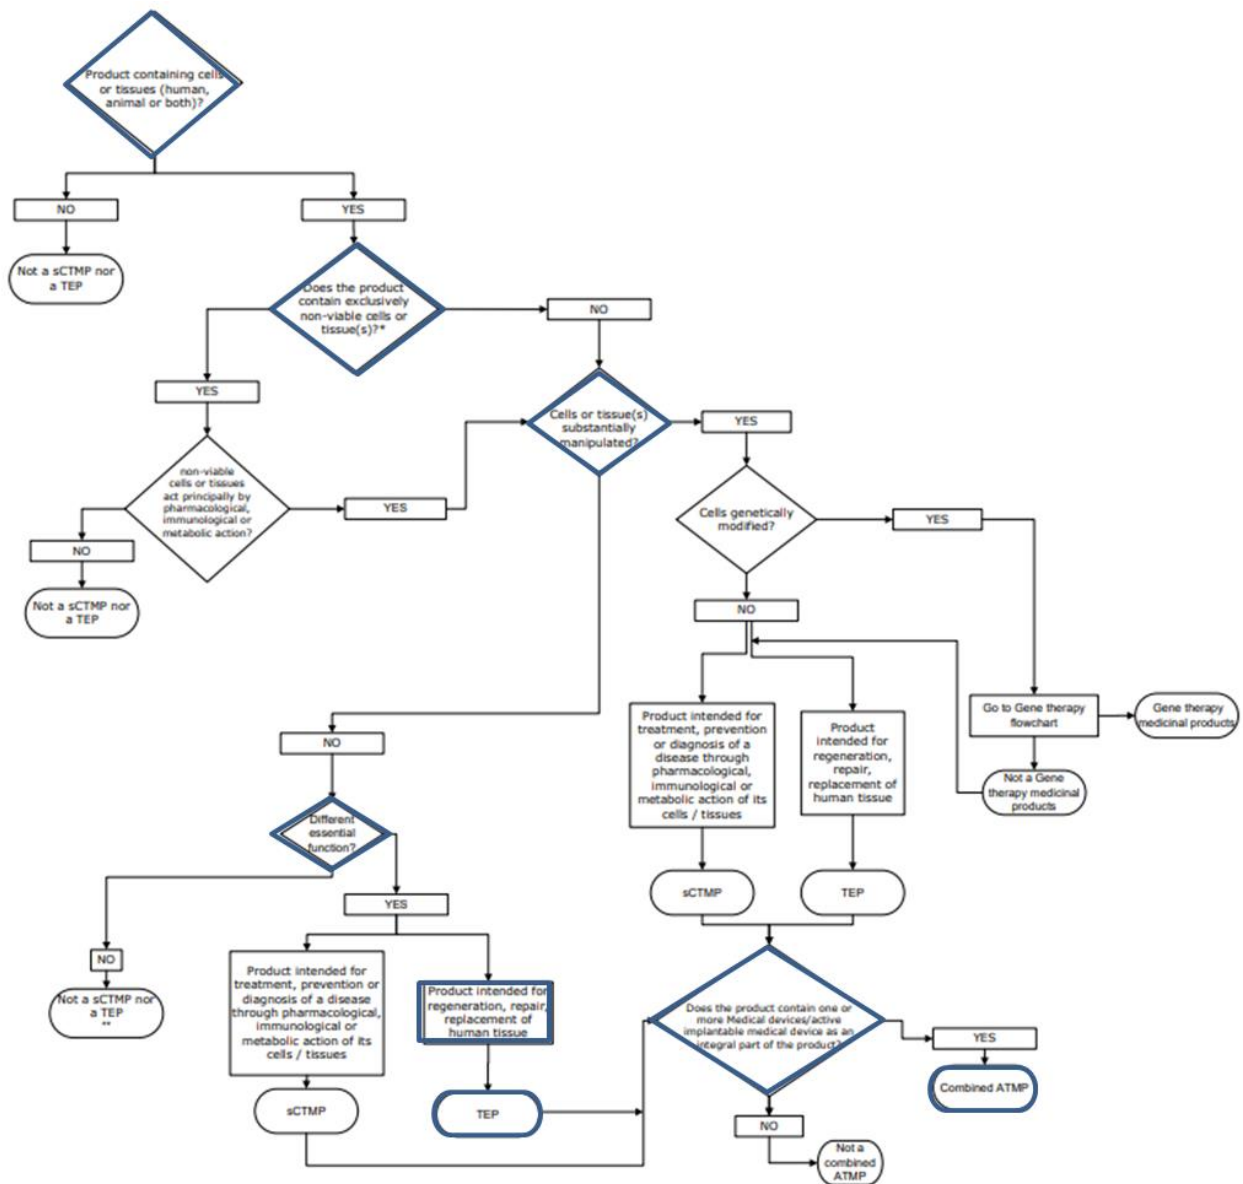 Product containing cells
or tissues (human,
animal or both)?
NO
YES
Not a sCTMP nor
a TEP
Does the product
contain exclusively
non-viable cells or
tissue(s)?*
NO
YES
Cells or tissue(s)
substantially
manipulated?
YES
non-viable
cells or tissues
act principally by
pharmacological,
immunological or
metabolic action?
YES
NO
Not a sCTMP nor
a TEP
Cells genetically
modified?
YES
NO
Product intended for
treatment, prevention
or diagnosis of a
disease through
pharmacological,
immunological or
metabolic action of its
cells / tissues
Product
intended for
regeneration,
repair,
replacement of
human tissue
Go to Gene therapy
flowchart
Gene therapy
medicinal products
Not a Gene
therapy medicinal
products
sCTMP
TEP
NO
Different
essential
function?
YES
NO
Not a sCTMP nor
a TEP
**
Product intended for
treatment, prevention or
diagnosis of a disease
through pharmacological,
immunological or
metabolic action of its
cells / tissues
Product intended for
regeneration, repair,
replacement of
human tissue
sCTMP
TEP
Does the product contain one or
more Medical devices/active
implantable medical device as an
integral part of the product?
YES
Combined ATMP
NO
Not a
combined
ATMP